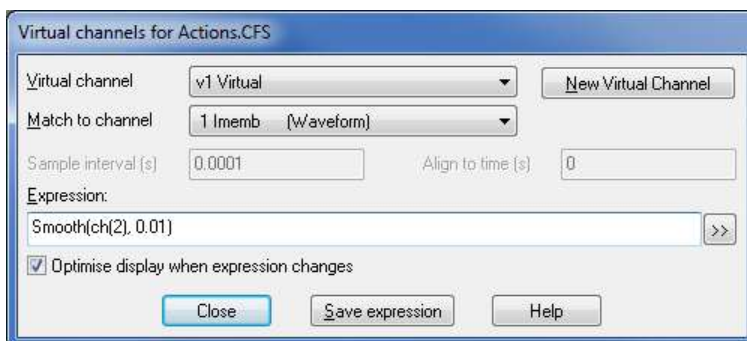 Virtual channels for Actions.CFS
Virtual channel v1 Virtual New Virtual Channel
Match to channel 1 Imemb (Waveform)
Sample interval (s) 0.0001 Align to time (s) 0
Expression:
Smooth(ch(2), 0.01) >>
Optimise display when expression changes
Close Save expression Help